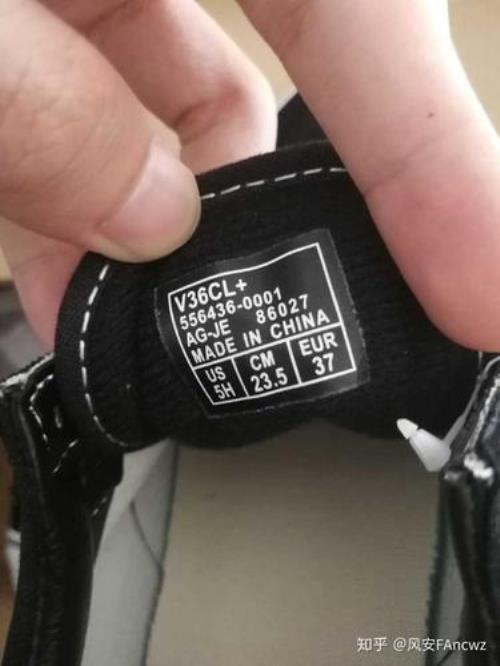 V36CL+
556436-0001
AG-JE 86027
MADE IN CHINA
US CM EUR
5H 23.5 37
知乎 @风安FAncwz